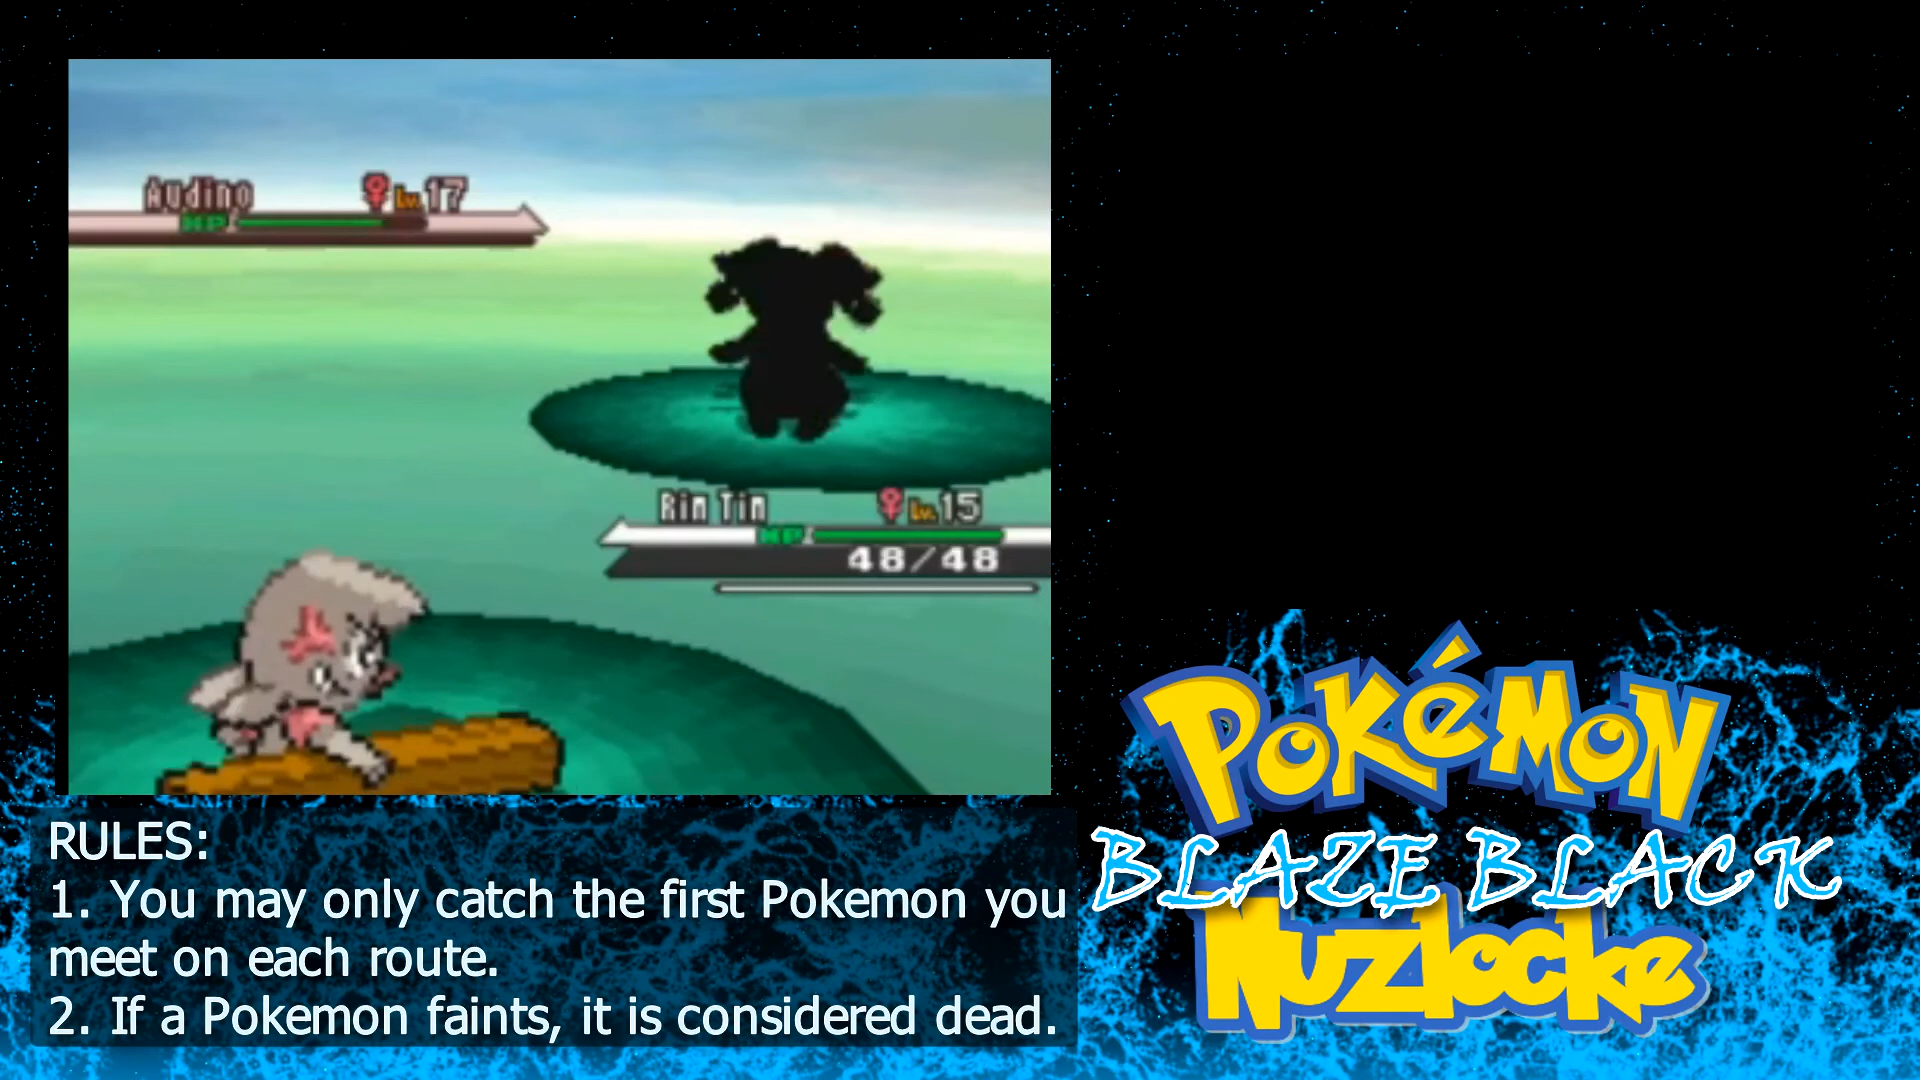 Audino ♀ Lv.17
HP
Rin Tin ♀ Lv.15
HP
48/48
RULES:
1. You may only catch the first Pokemon you
meet on each route.
2. If a Pokemon faints, it is considered dead.
POKéMON
BLAZE BLACK
Nuzlocke